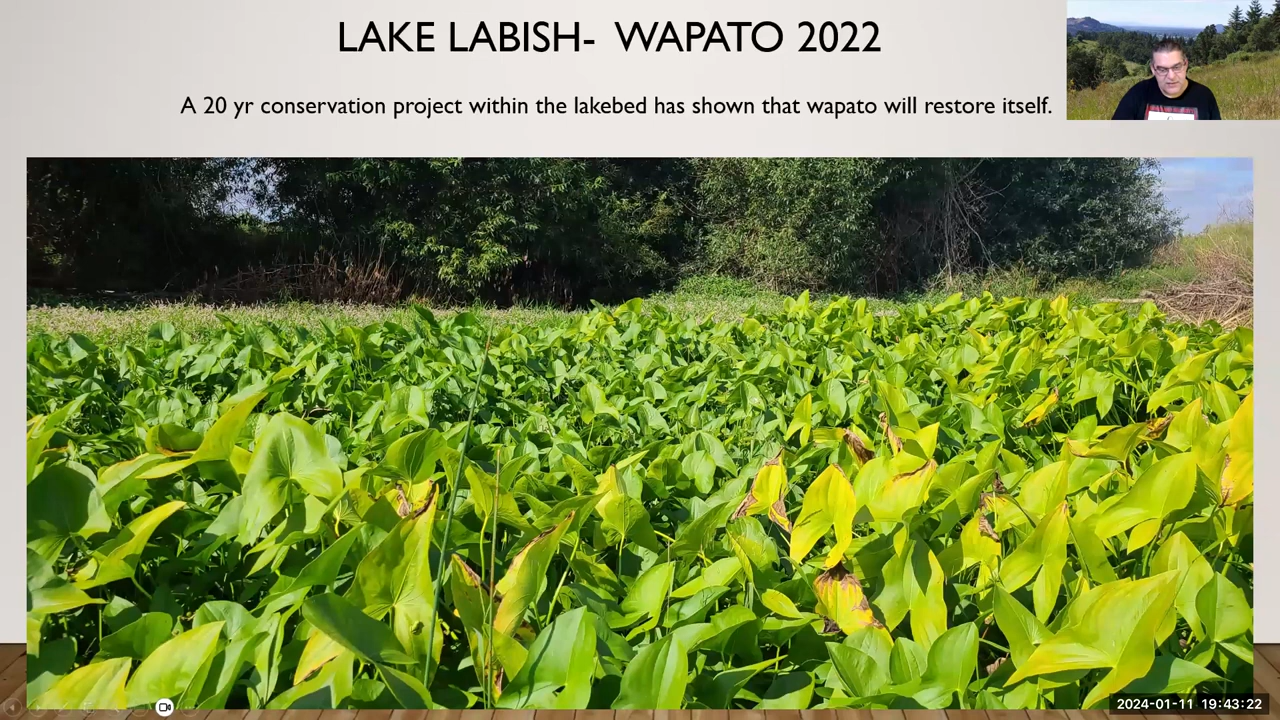 LAKE LABISH- WAPATO 2022
A 20 yr conservation project within the lakebed has shown that wapato will restore itself.
2024-01-11 19:43:22